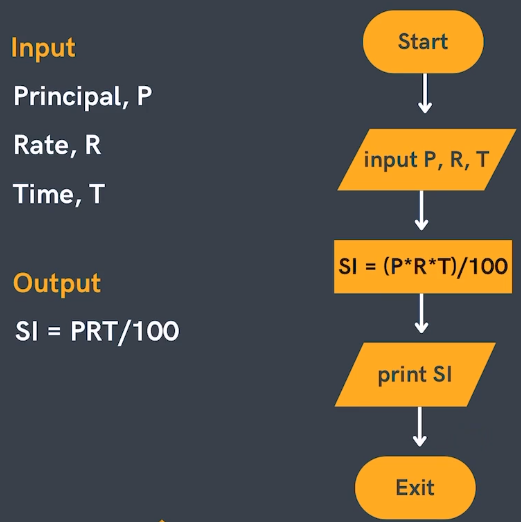 Input
Principal, P
Rate, R
Time, T
Output
SI = PRT/100
Start
input P, R, T
SI = (P*R*T)/100
print SI
Exit